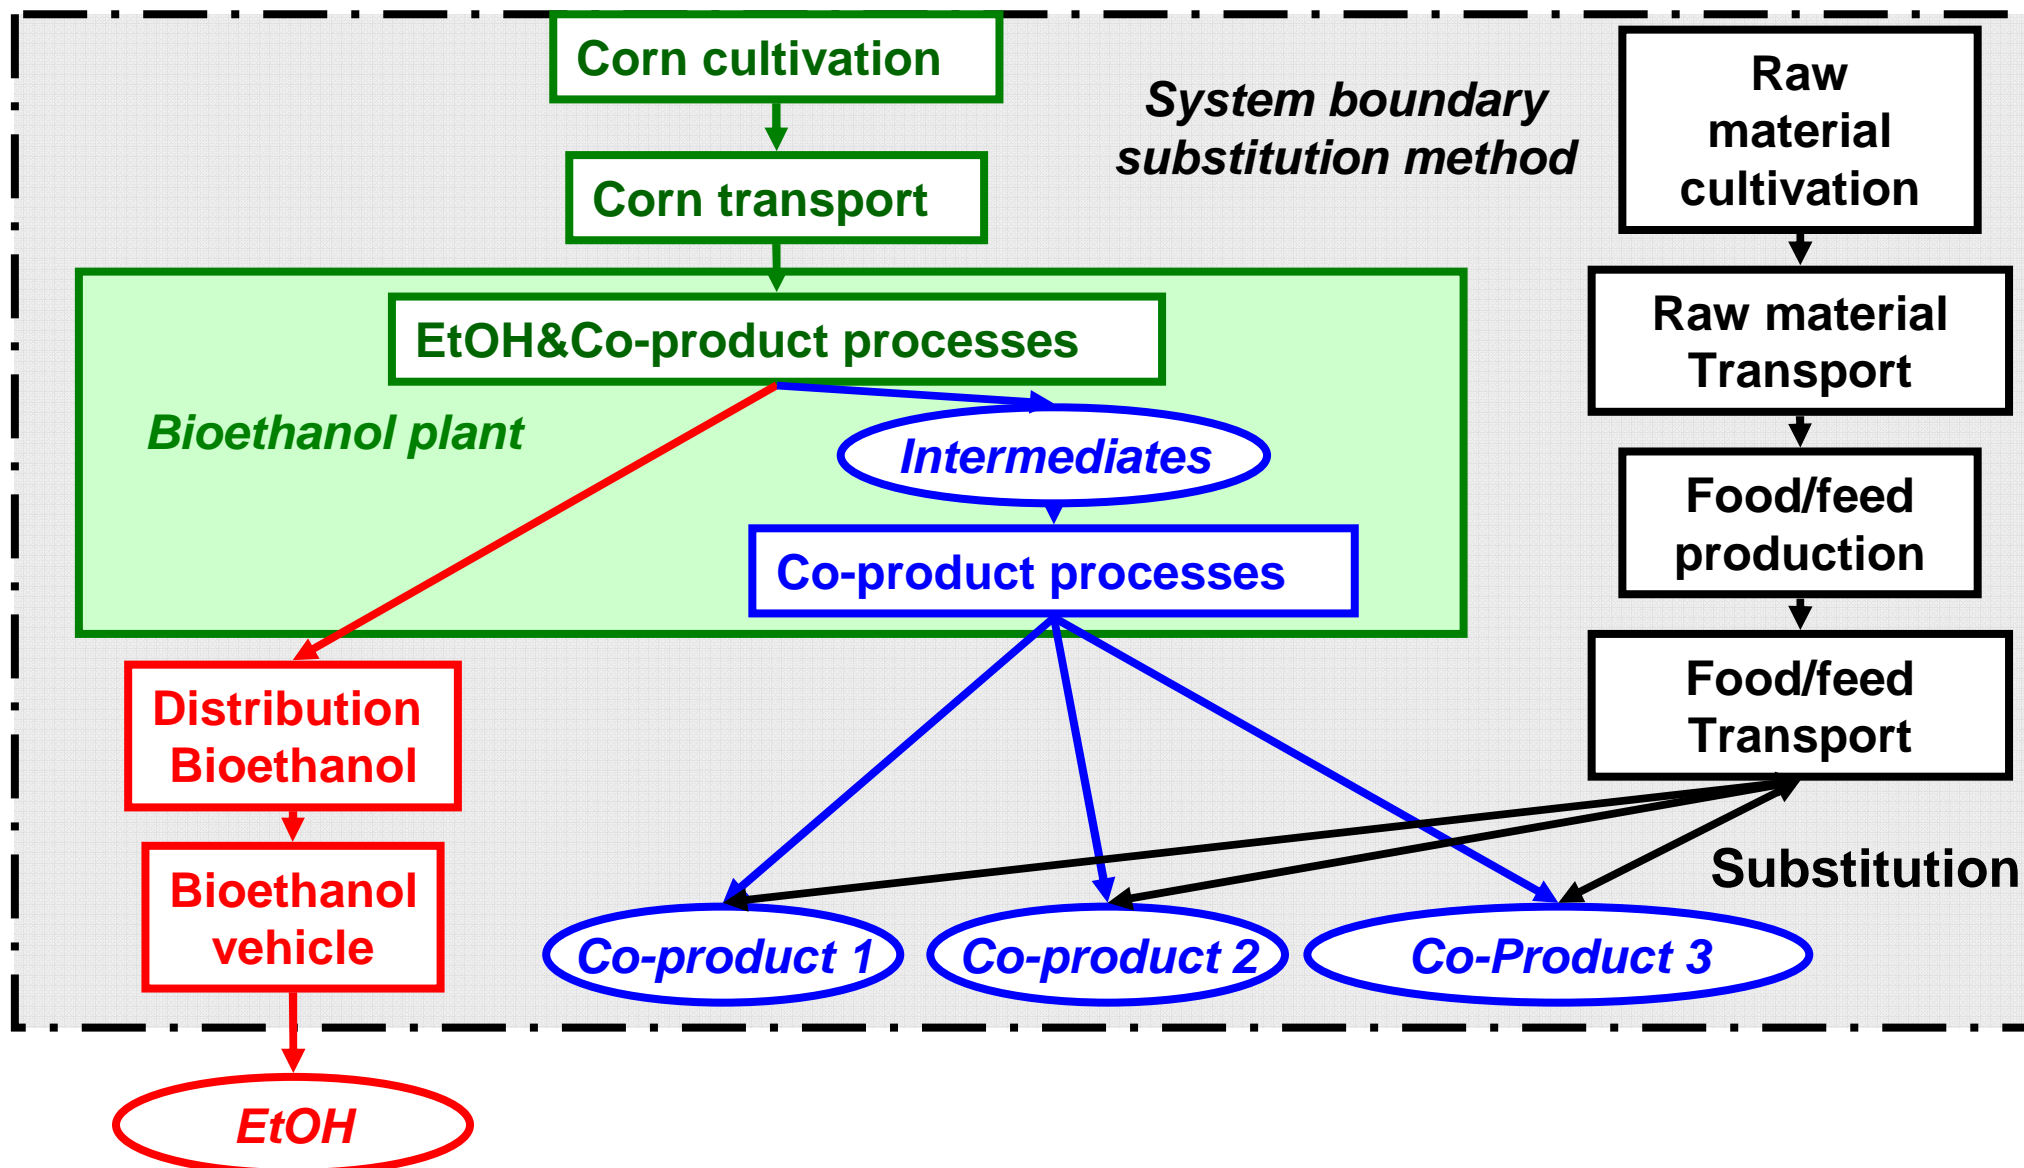 Corn cultivation
System boundary
substitution method
Raw
material
cultivation
Corn transport
EtOH&Co-product processes
Raw material
Transport
Bioethanol plant
Intermediates
Food/feed
production
Co-product processes
Distribution
Bioethanol
Food/feed
Transport
Bioethanol
vehicle
Substitution
Co-product 1
Co-product 2
Co-Product 3
EtOH